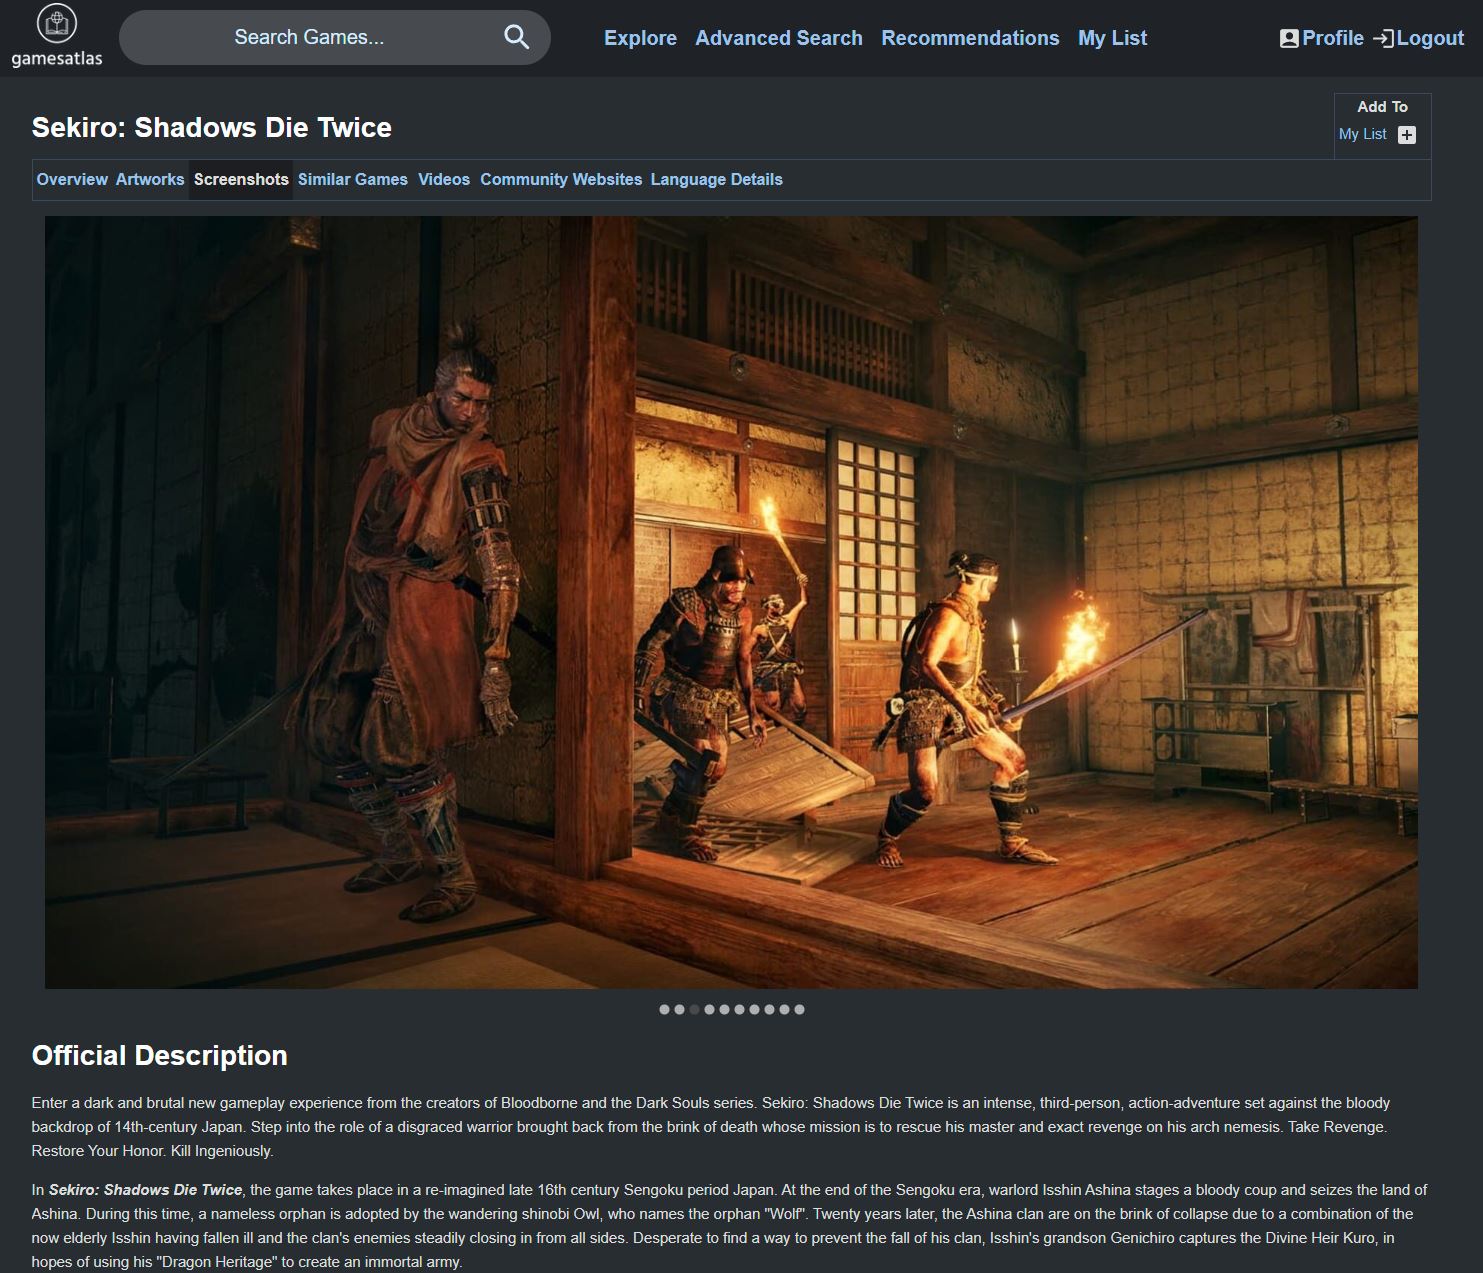 gamesatlas
Search Games...
Explore
Advanced Search
Recommendations
My List
Profile
Logout
Sekiro: Shadows Die Twice
Add To
My List
Overview
Artworks
Screenshots
Similar Games
Videos
Community Websites
Language Details
Official Description
Enter a dark and brutal new gameplay experience from the creators of Bloodborne and the Dark Souls series. Sekiro: Shadows Die Twice is an intense, third-person, action-adventure set against the bloody
backdrop of 14th-century Japan. Step into the role of a disgraced warrior brought back from the brink of death whose mission is to rescue his master and exact revenge on his arch nemesis. Take Revenge.
Restore Your Honor. Kill Ingeniously.
In Sekiro: Shadows Die Twice, the game takes place in a re-imagined late 16th century Sengoku period Japan. At the end of the Sengoku era, warlord Isshin Ashina stages a bloody coup and seizes the land of
Ashina. During this time, a nameless orphan is adopted by the wandering shinobi Owl, who names the orphan "Wolf". Twenty years later, the Ashina clan are on the brink of collapse due to a combination of the
now elderly Isshin having fallen ill and the clan's enemies steadily closing in from all sides. Desperate to find a way to prevent the fall of his clan, Isshin's grandson Genichiro captures the Divine Heir Kuro, in
hopes of using his "Dragon Heritage" to create an immortal army.